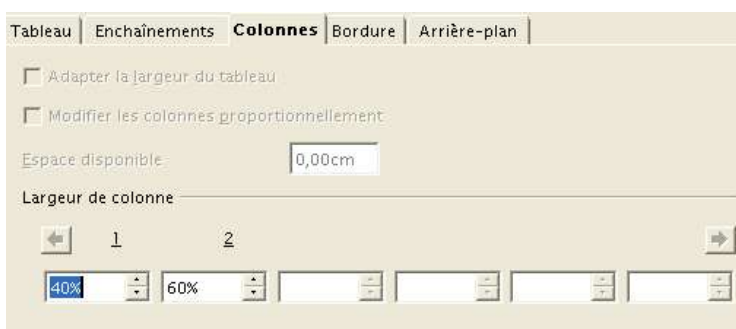 Tableau Enchaînements Colonnes Bordure Arrière-plan
Adapter la largeur du tableau
Modifier les colonnes proportionnellement
Espace disponible 0,00cm
Largeur de colonne
1 2
40% 60%